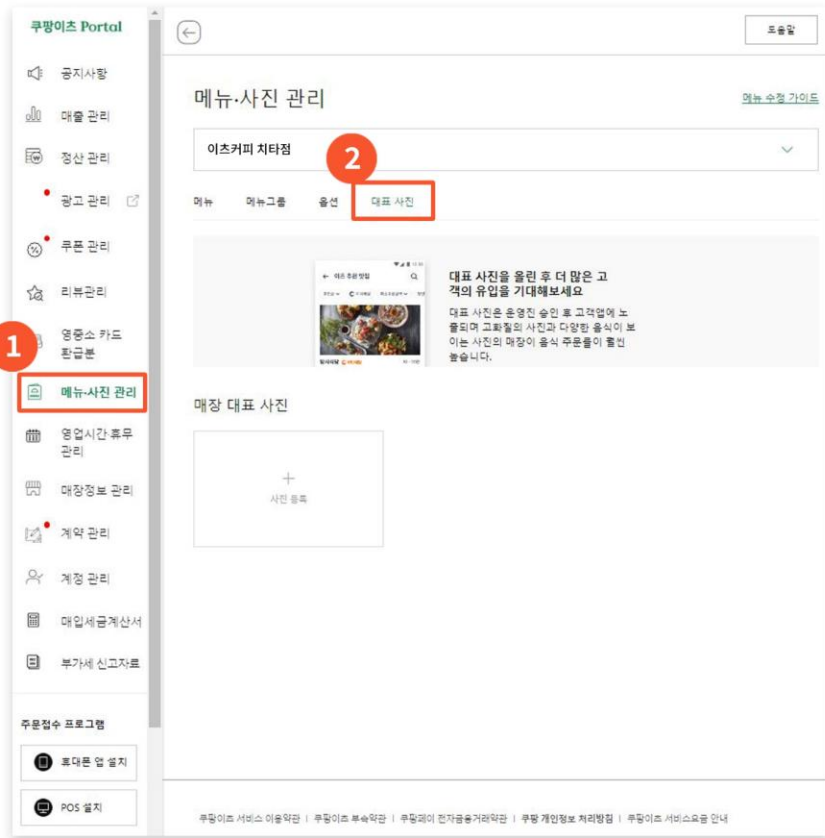 쿠팡이츠 Portal
도움말
공지사항
매출 관리
정산 관리
광고 관리
쿠폰 관리
리뷰관리
영중소 카드
환급분
1
메뉴·사진 관리
영업시간·휴무
관리
매장정보 관리
계약 관리
계정 관리
매입세금계산서
부가세 신고자료
주문접수 프로그램
휴대폰 앱 설치
POS 설치
메뉴·사진 관리
메뉴 수정 가이드
이츠커피 치타점
2
메뉴 메뉴그룹 옵션 대표 사진
대표 사진을 올린 후 더 많은 고
객의 유입을 기대해보세요
대표 사진은 운영진 승인 후 고객앱에 노
출되며 고화질의 사진과 다양한 음식이 보
이는 사진의 매장이 음식 주문율이 훨씬
높습니다.
매장 대표 사진
+
사진 등록
쿠팡이츠 서비스 이용약관 | 쿠팡이츠 부속약관 | 쿠팡페이 전자금융거래약관 | 쿠팡 개인정보 처리방침 | 쿠팡이츠 서비스요금 안내